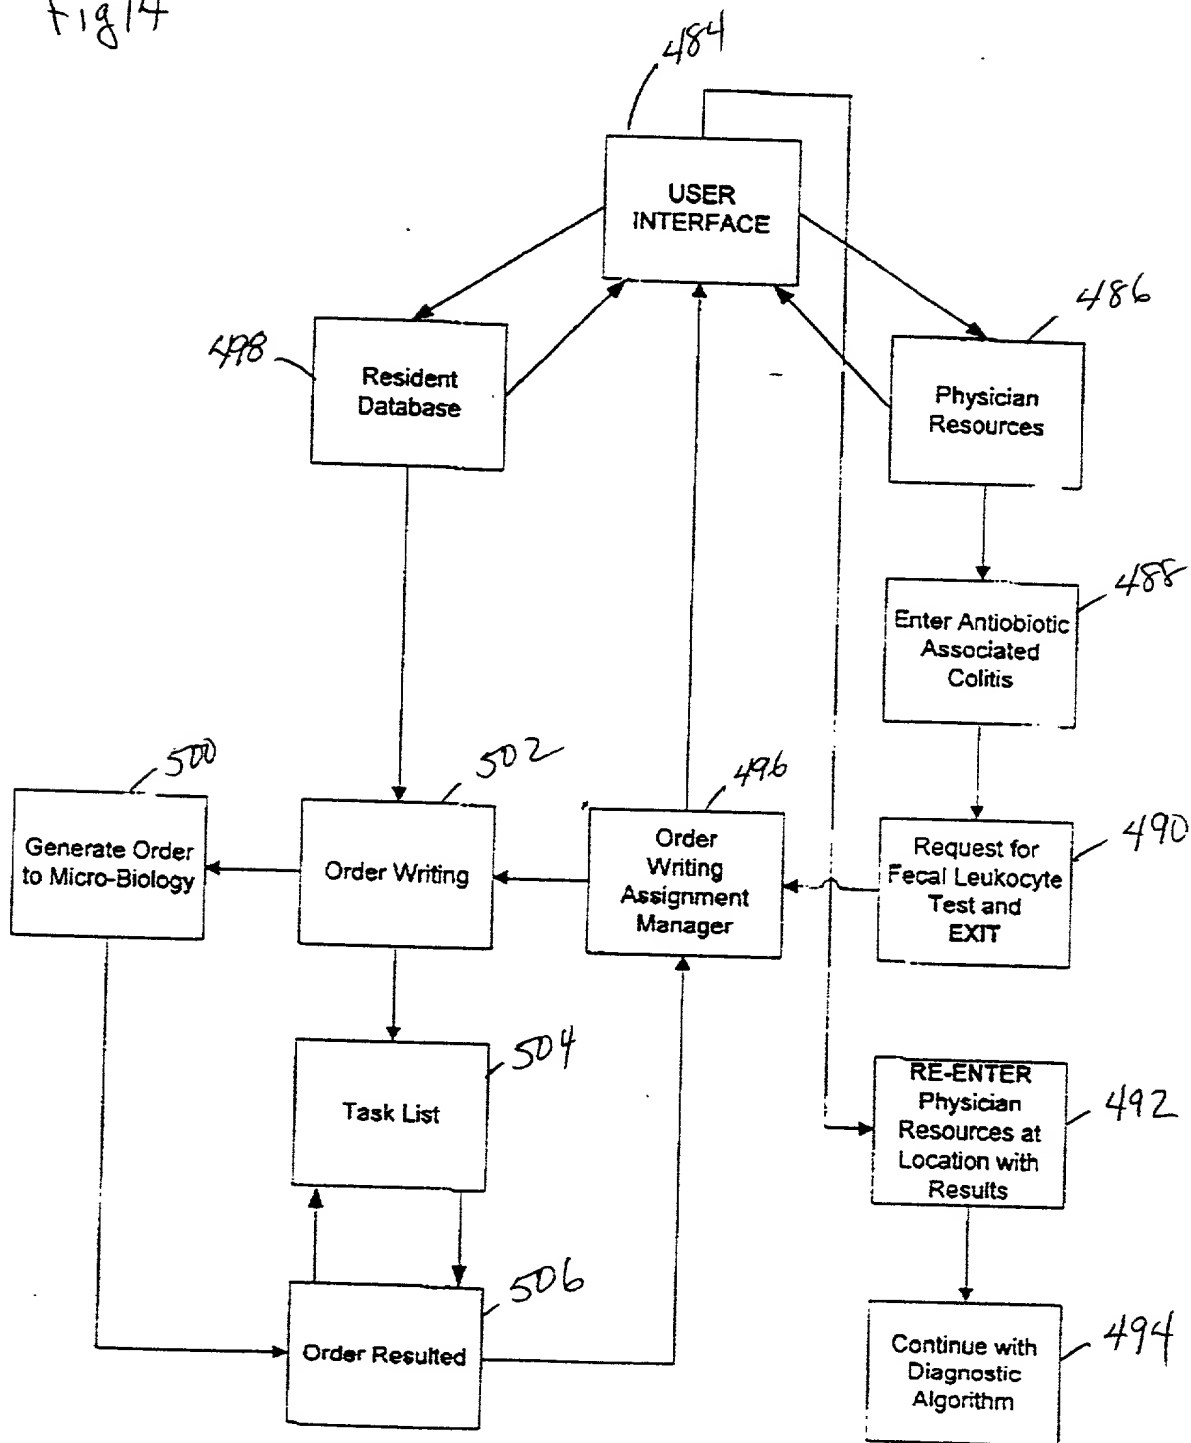 Fig 14
484
USER
INTERFACE
486
498
Resident
Database
Physician
Resources
488
Enter Antiobiotic
Associated
Colitis
500
502
496
490
Generate Order
to Micro-Biology
Order Writing
Order
Writing
Assignment
Manager
Request for
Fecal Leukocyte
Test and
EXIT
504
Task List
492
RE-ENTER
Physician
Resources at
Location with
Results
506
Order Resulted
494
Continue with
Diagnostic
Algorithm